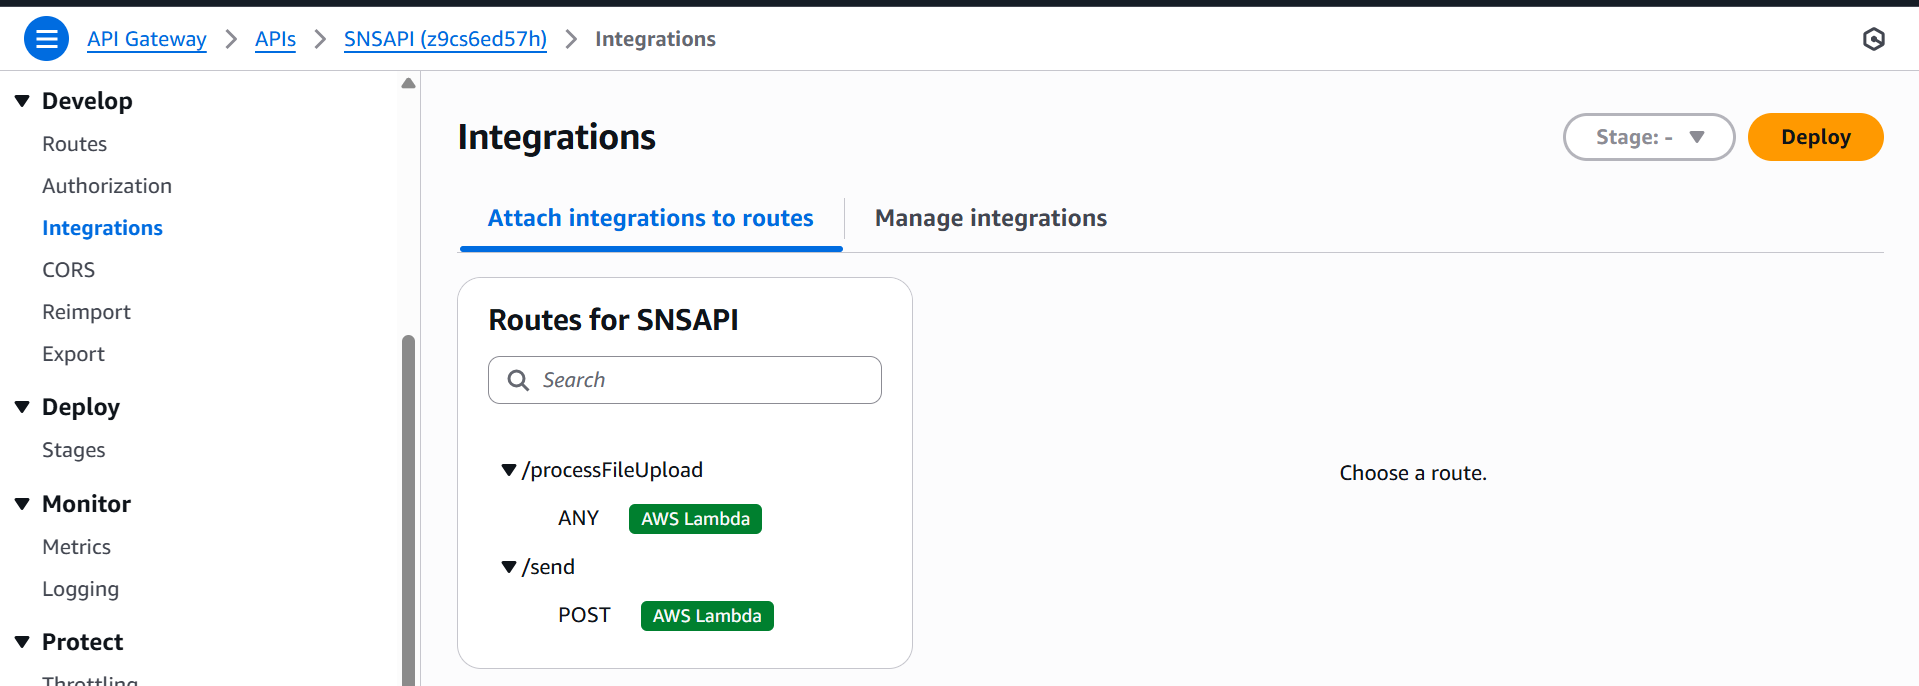 API Gateway > APIs > SNSAPI (z9cs6ed57h) > Integrations
Develop
Routes
Authorization
Integrations
CORS
Reimport
Export
Deploy
Stages
Monitor
Metrics
Logging
Protect
Throttling
Integrations
Stage: -
Deploy
Attach integrations to routes
Manage integrations
Routes for SNSAPI
Search
/processFileUpload
ANY AWS Lambda
/send
POST AWS Lambda
Choose a route.